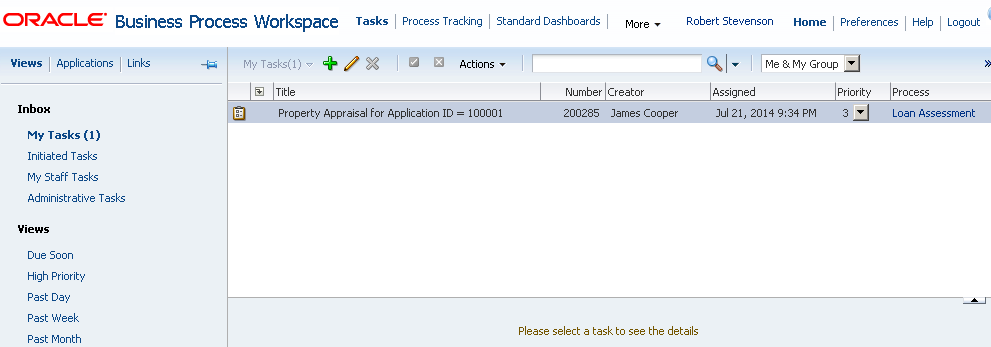 ORACLE Business Process Workspace Tasks Process Tracking Standard Dashboards More Robert Stevenson Home Preferences Help Logout
Views Applications Links
My Tasks(1) Actions Me & My Group »
Inbox
My Tasks (1)
Initiated Tasks
My Staff Tasks
Administrative Tasks
Views
Due Soon
High Priority
Past Day
Past Week
Past Month
Title Number Creator Assigned Priority Process
Property Appraisal for Application ID = 100001 200285 James Cooper Jul 21, 2014 9:34 PM 3 Loan Assessment
Please select a task to see the details